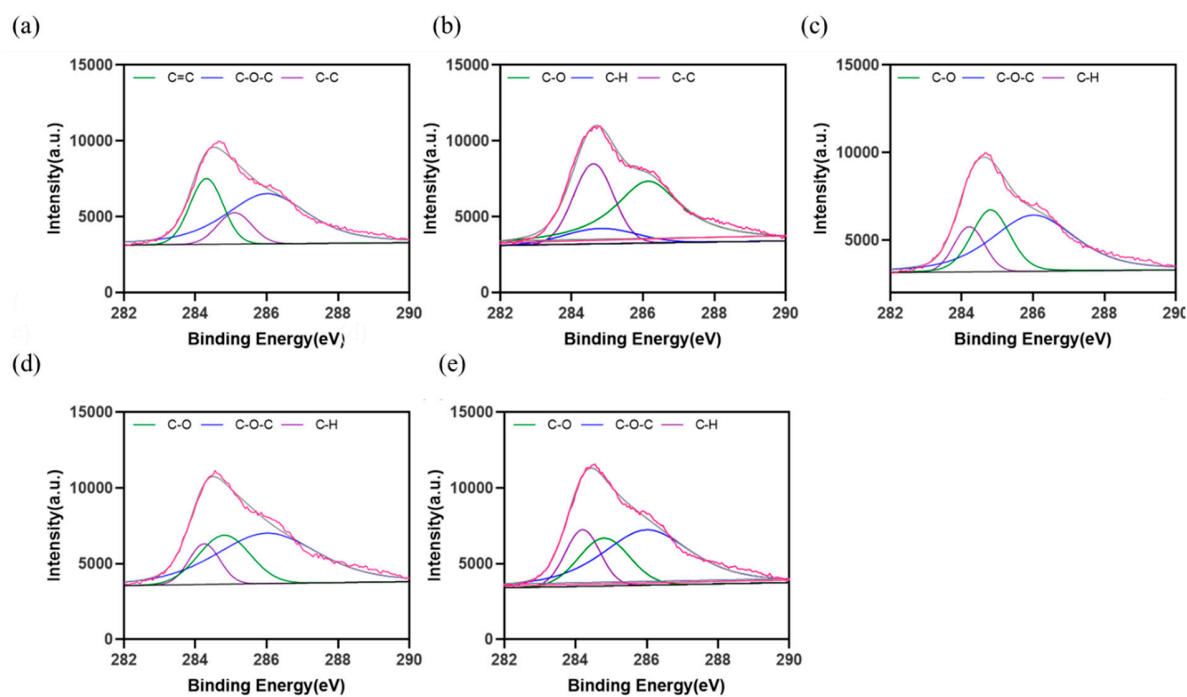 (a)
(b)
(c)
C=C C-O-C C-C
C-O C-H C-C
C-O C-O-C C-H
15000
10000
5000
0
Intensity(a.u.)
282 284 286 288 290
Binding Energy(eV)
15000
10000
5000
0
Intensity(a.u.)
282 284 286 288 290
Binding Energy(eV)
15000
10000
5000
Intensity(a.u.)
282 284 286 288 290
Binding Energy(eV)
(d)
(e)
C-O C-O-C C-H
C-O C-O-C C-H
15000
10000
5000
0
Intensity(a.u.)
282 284 286 288 290
Binding Energy(eV)
15000
10000
5000
0
Intensity(a.u.)
282 284 286 288 290
Binding Energy(eV)